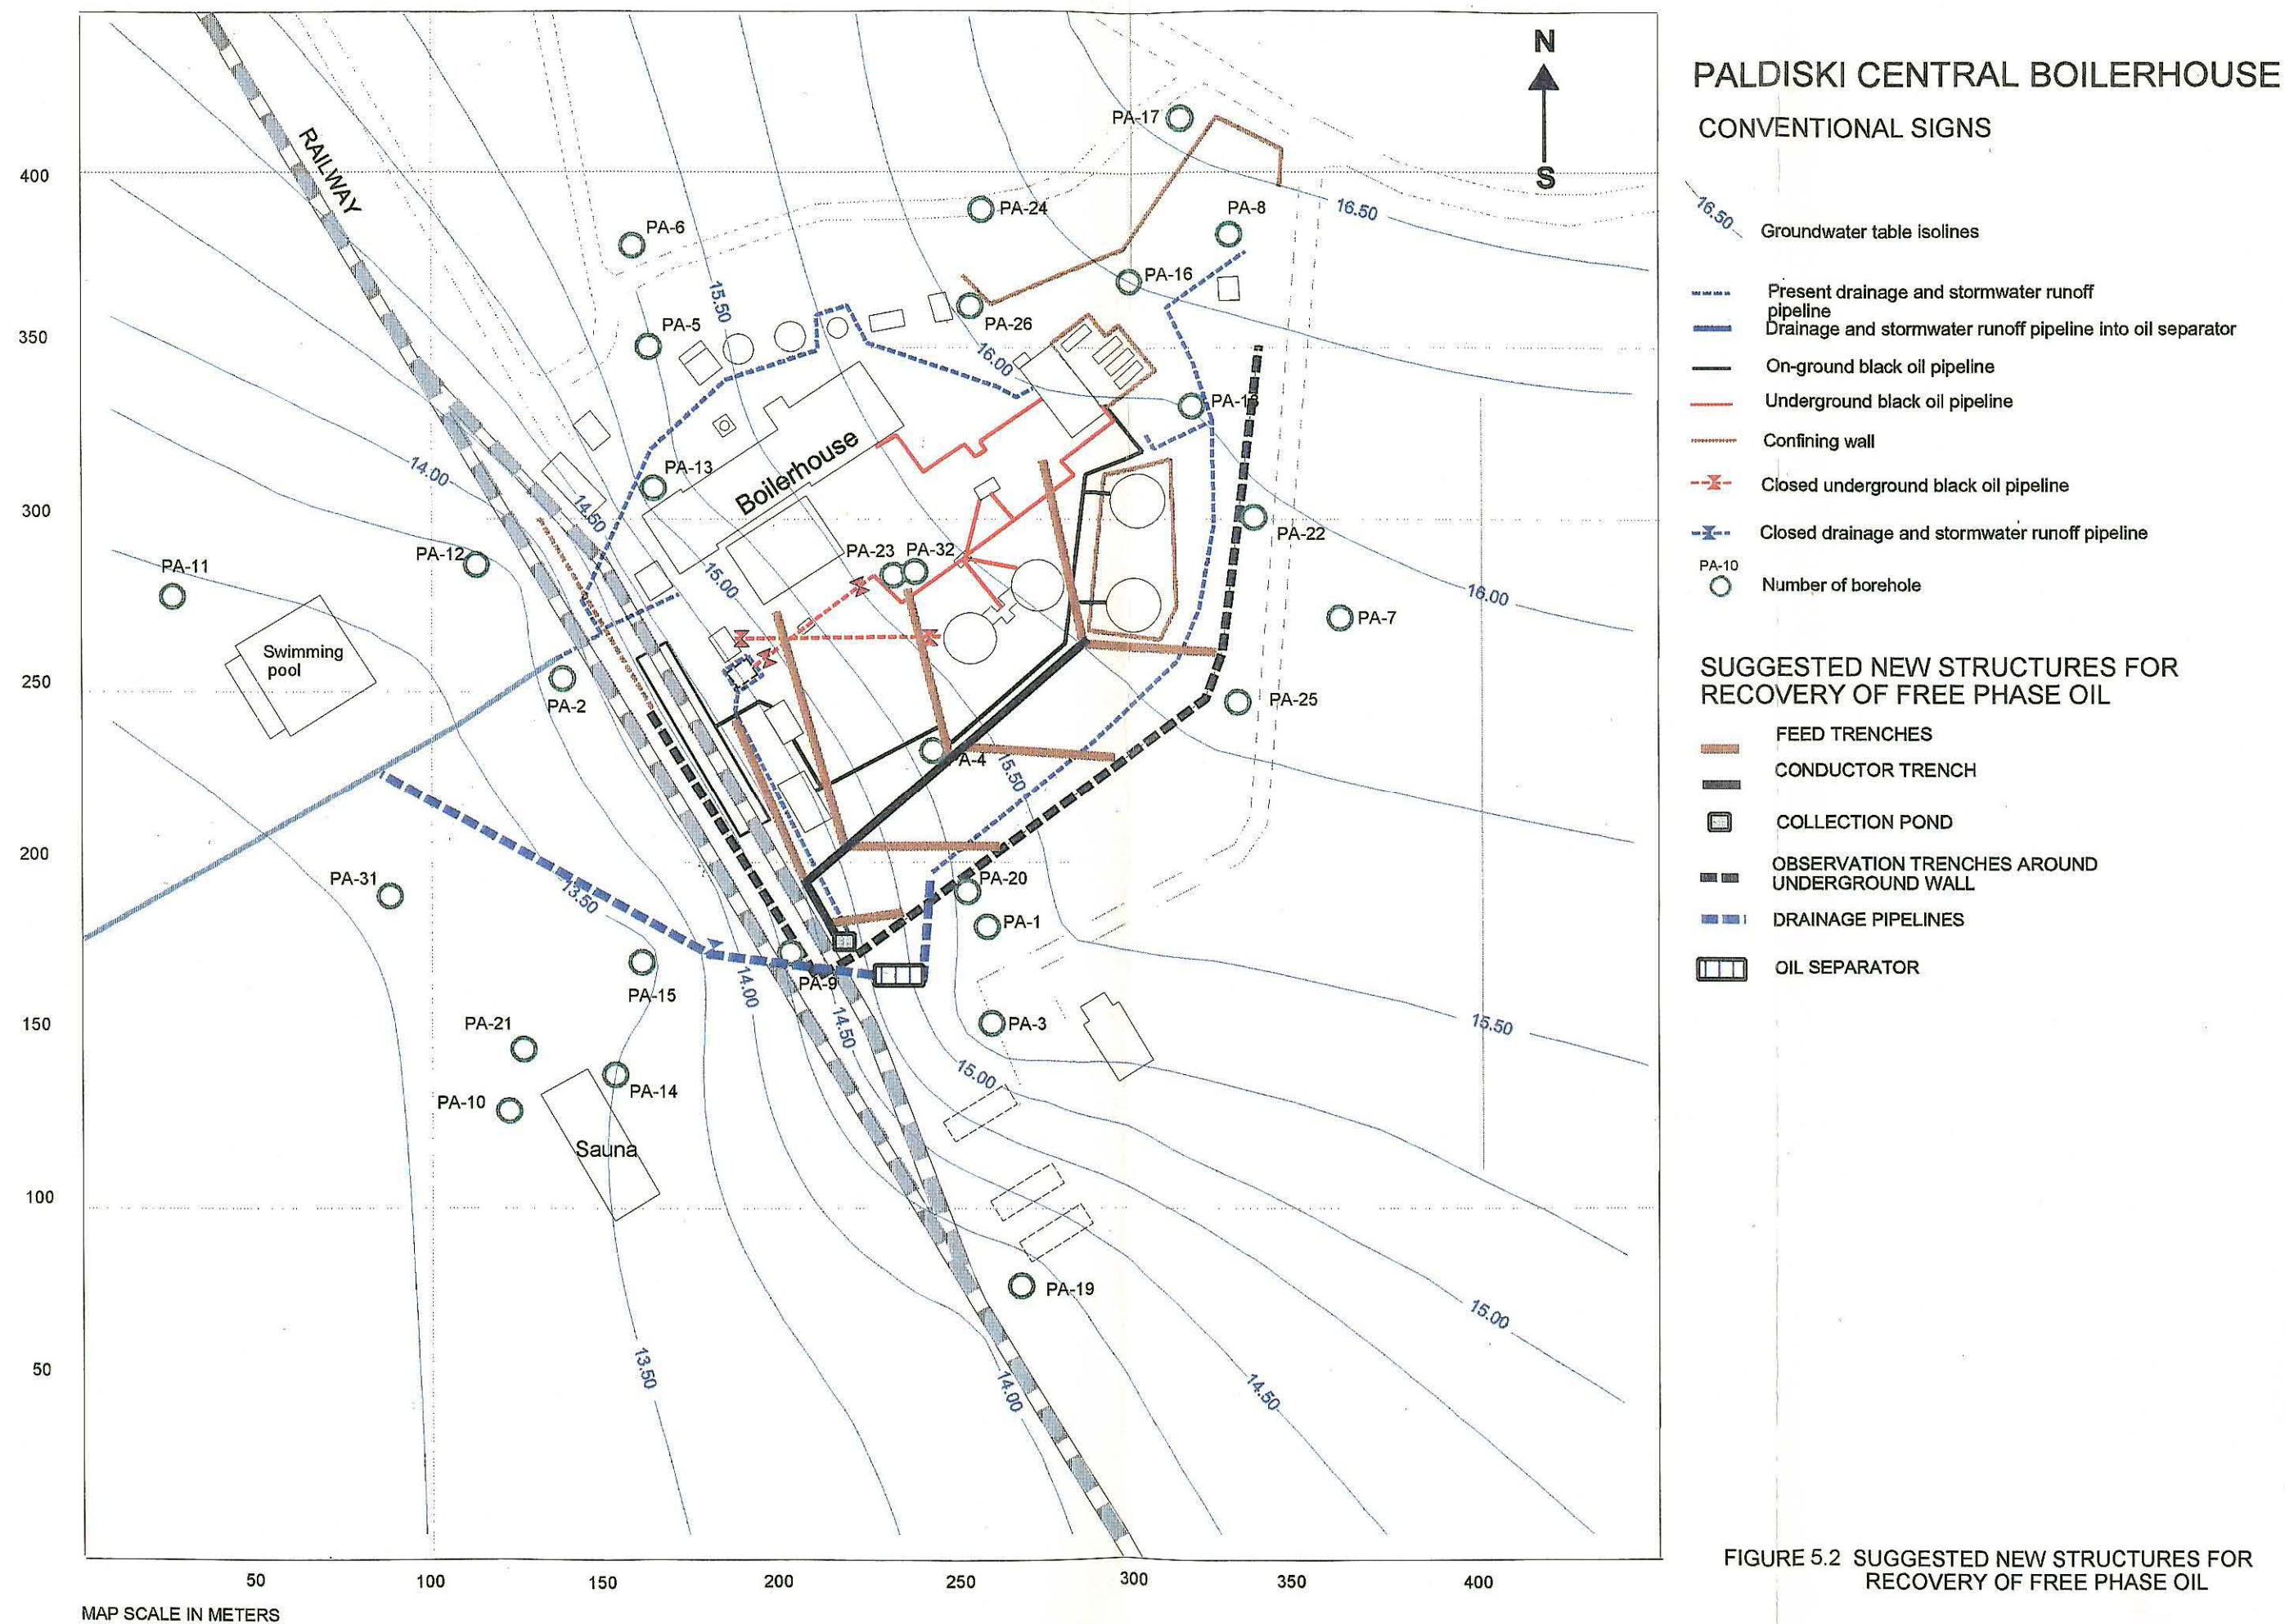 PALDISKI CENTRAL BOILERHOUSE
CONVENTIONAL SIGNS
16.50
Groundwater table isolines
Present drainage and stormwater runoff
pipeline
Drainage and stormwater runoff pipeline into oil separator
On-ground black oil pipeline
Underground black oil pipeline
Confining wall
Closed underground black oil pipeline
Closed drainage and stormwater runoff pipeline
PA-10
Number of borehole
SUGGESTED NEW STRUCTURES FOR
RECOVERY OF FREE PHASE OIL
FEED TRENCHES
CONDUCTOR TRENCH
COLLECTION POND
OBSERVATION TRENCHES AROUND
UNDERGROUND WALL
DRAINAGE PIPELINES
OIL SEPARATOR
FIGURE 5.2 SUGGESTED NEW STRUCTURES FOR
RECOVERY OF FREE PHASE OIL
N
S
RAILWAY
PA-17
PA-24
PA-8
16.50
PA-6
PA-16
15.50
PA-5
PA-26
16.00
Boilerhouse
PA-13
14.00
14.50
PA-12
PA-11
PA-23
PA-32
PA-22
15.00
16.00
PA-7
Swimming
pool
PA-2
PA-25
A-4
15.50
PA-31
13.50
PA-20
PA-1
PA-15
14.00
PA-9
14.50
PA-21
PA-3
15.50
15.00
PA-14
PA-10
Sauna
PA-19
15.00
13.50
14.00
14.50
400
350
300
250
200
150
100
50
50
100
150
200
250
300
350
400
MAP SCALE IN METERS